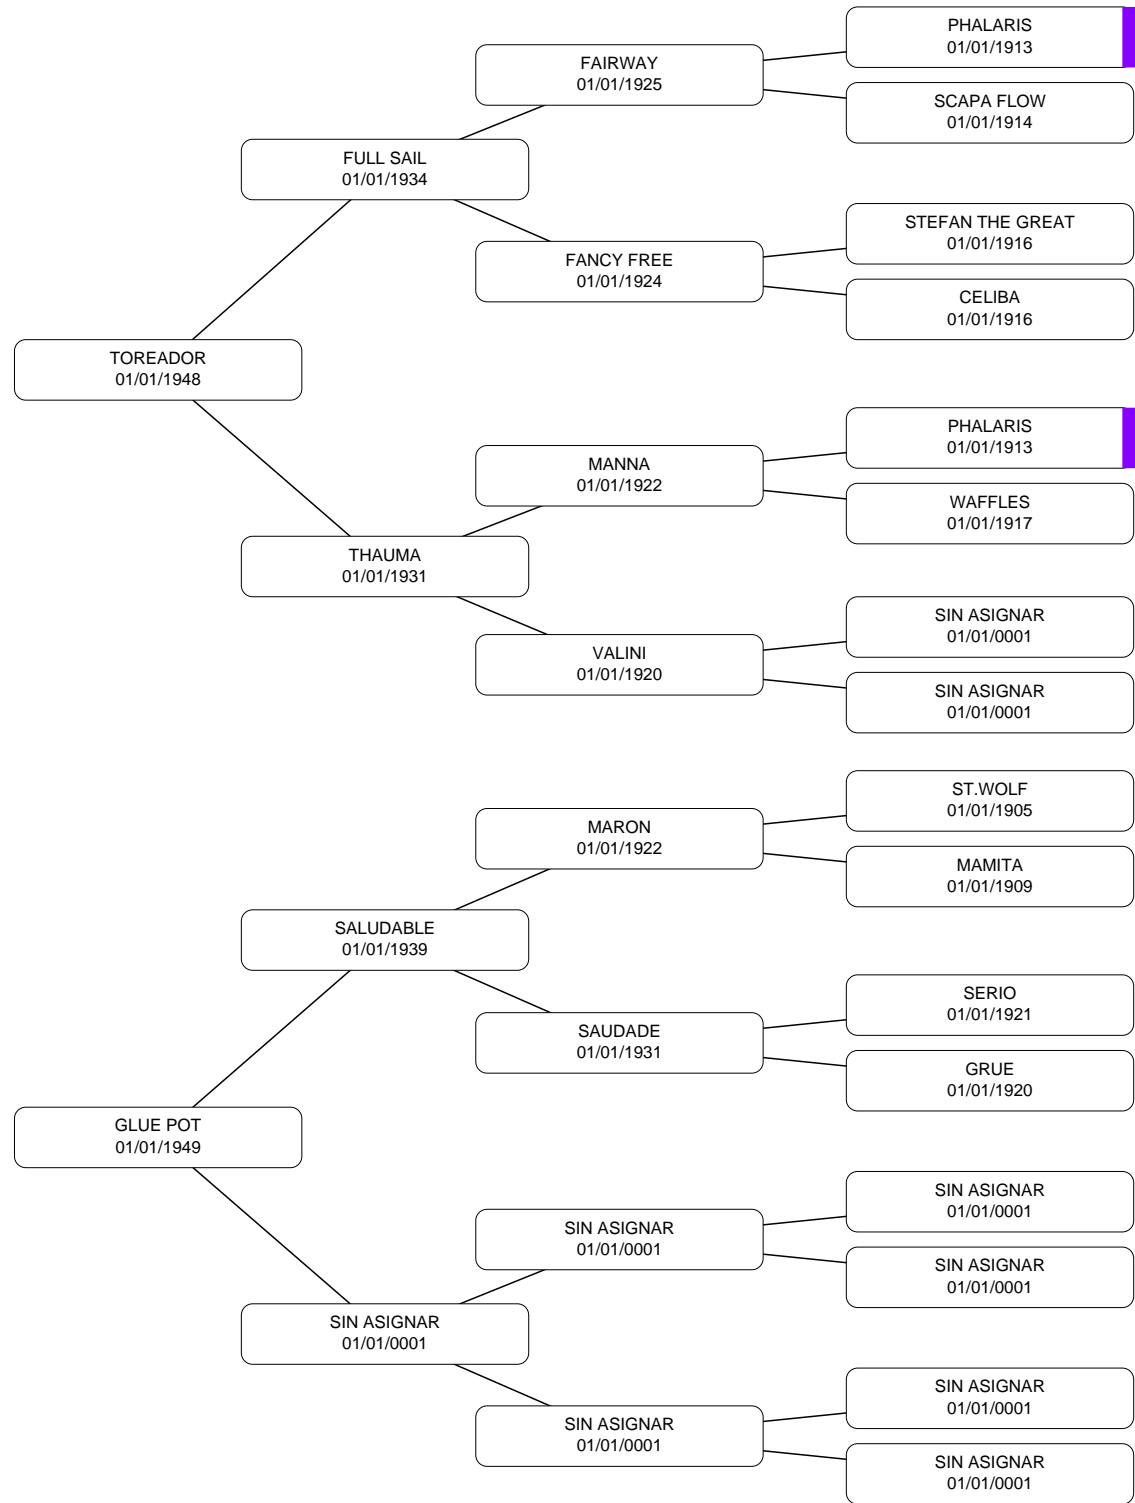 PHALARIS
01/01/1913
FAIRWAY
01/01/1925
SCAPA FLOW
01/01/1914
FULL SAIL
01/01/1934
STEFAN THE GREAT
01/01/1916
FANCY FREE
01/01/1924
CELIBA
01/01/1916
TOREADOR
01/01/1948
PHALARIS
01/01/1913
MANNA
01/01/1922
WAFFLES
01/01/1917
THAUMA
01/01/1931
SIN ASIGNAR
01/01/0001
VALINI
01/01/1920
SIN ASIGNAR
01/01/0001
ST.WOLF
01/01/1905
MARON
01/01/1922
MAMITA
01/01/1909
SALUDABLE
01/01/1939
SERIO
01/01/1921
SAUDADE
01/01/1931
GRUE
01/01/1920
GLUE POT
01/01/1949
SIN ASIGNAR
01/01/0001
SIN ASIGNAR
01/01/0001
SIN ASIGNAR
01/01/0001
SIN ASIGNAR
01/01/0001
SIN ASIGNAR
01/01/0001
SIN ASIGNAR
01/01/0001
SIN ASIGNAR
01/01/0001